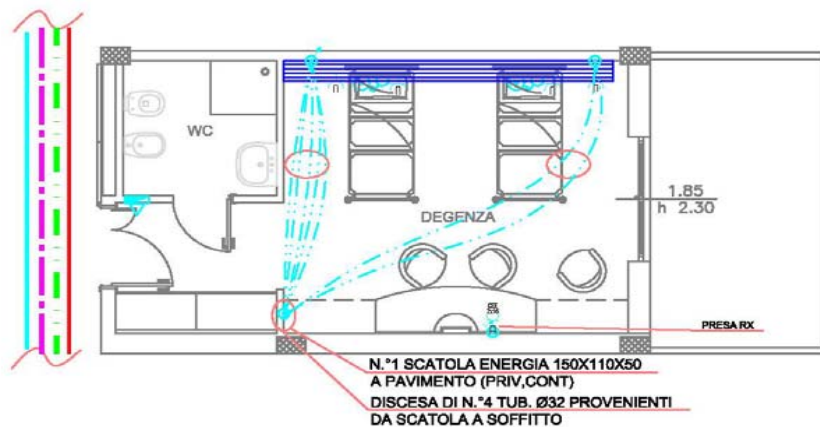 WC
DEGENZA
1.85
h 2.30
PRESA RX
N.°1 SCATOLA ENERGIA 150X110X50
A PAVIMENTO (PRIV,CONT)
DISCESA DI N.°4 TUB. Ø32 PROVENIENTI
DA SCATOLA A SOFFITTO